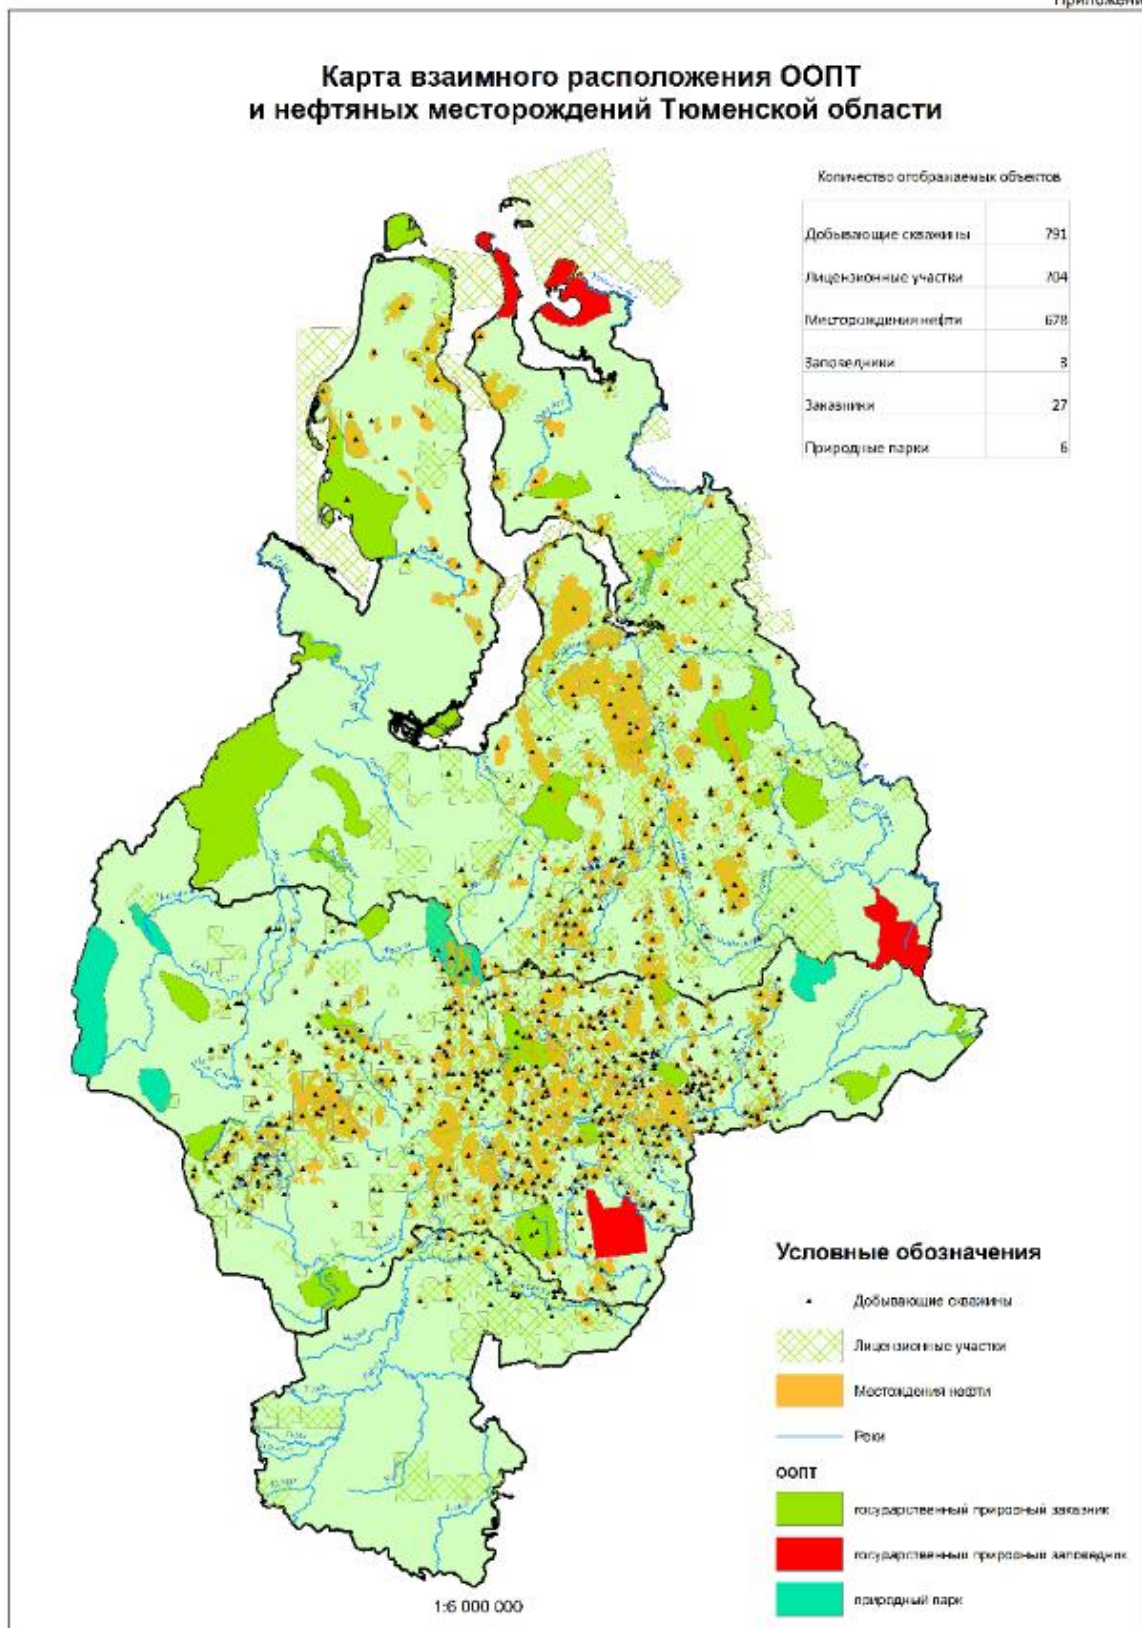 Приложени
Карта взаимного расположения ООПТ
и нефтяных месторождений Тюменской области
Количество отображаемых объектов
Добывающие скважины 791
Лицензионные участки 704
Месторождения нефти 678
Заповедники 3
Заказники 27
Природные парки 6
Условные обозначения
Добывающие скважины
Лицензионные участки
Местождения нефти
Реки
ООПТ
государственный природный заказник
государственный природный заповедник
природный парк
1:6 000 000